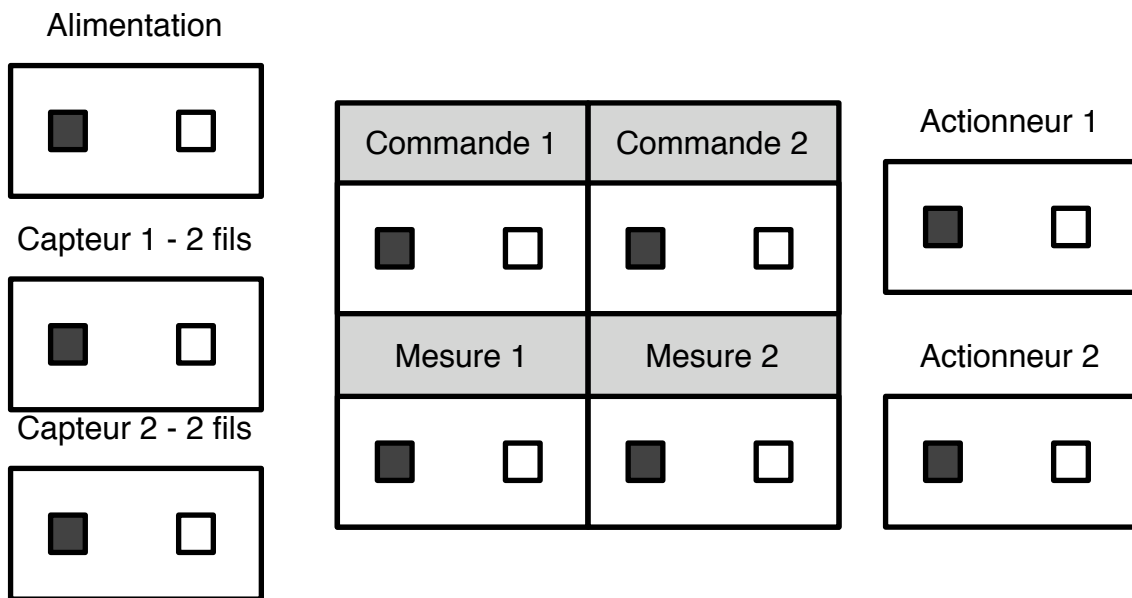 Alimentation
Capteur 1 - 2 fils
Capteur 2 - 2 fils
Commande 1
Commande 2
Mesure 1
Mesure 2
Actionneur 1
Actionneur 2